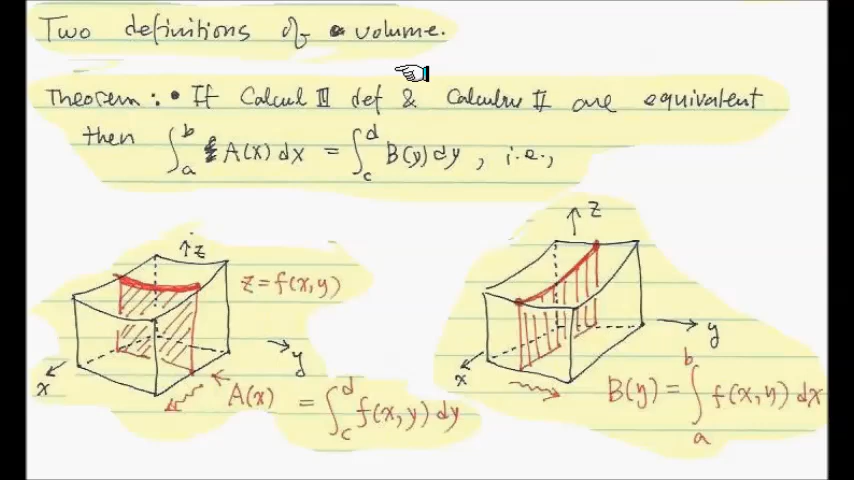 Two definitions of volume.
Theorem: • If Calcul III def & Calculus II are equivalent
then ∫_a^b A(x) dx = ∫_c^d B(y) dy, i.e.,
z
z = f(x,y)
y
x
A(x) = ∫_c^d f(x,y) dy
z
y
x
B(y) = ∫_a^b f(x,y) dx